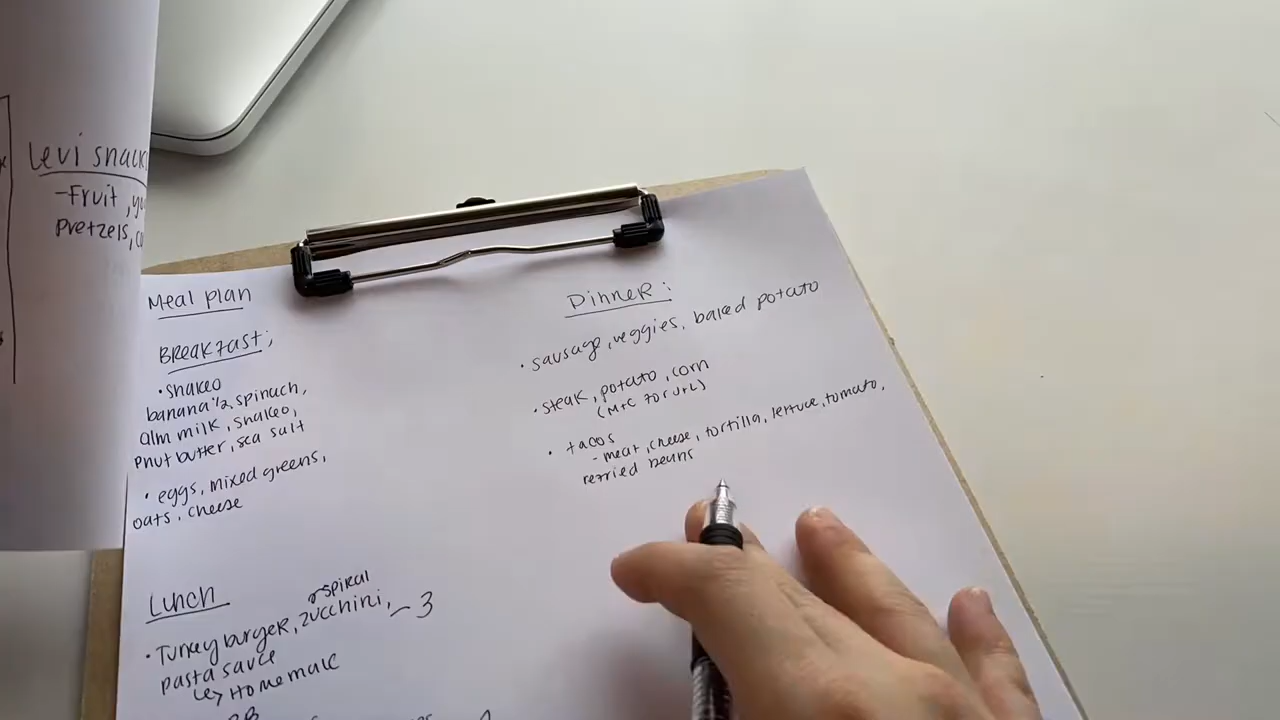 Levi snack
-Fruit, yo
pretzels, c
Meal plan
Breakfast:
• shakeo
banana ½, spinach,
alm milk, shakeo,
pnut butter, sea salt
• eggs, mixed greens,
oats, cheese
Lunch
spiral
• Turkey burger, zucchini, - 3
pasta sauce
↳ Homemade
Dinner:
• sausage, veggies, baked potato
• steak, potato, corn
(M+C for J+L)
• tacos
- meat, cheese, tortilla, lettuce, tomato,
refried beans